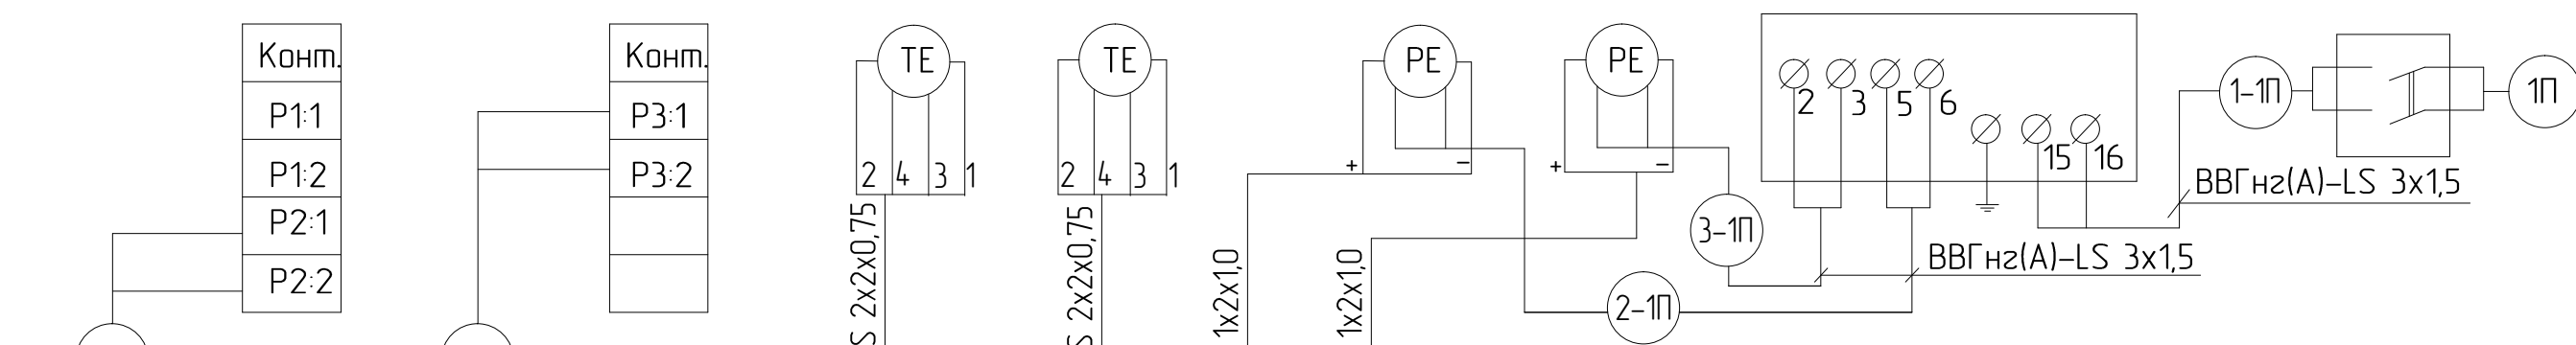 Конт.
P1:1
P1:2
P2:1
P2:2
Конт.
P3:1
P3:2
TE
2 4 3 1
S 2x2x0,75
TE
2 4 3 1
S 2x2x0,75
PE
+ −
1x2x1,0
PE
+ −
1x2x1,0
2 3 5 6
15 16
3-1П
2-1П
ВВГнг(А)-LS 3x1,5
1-1П
1П
ВВГнг(А)-LS 3x1,5